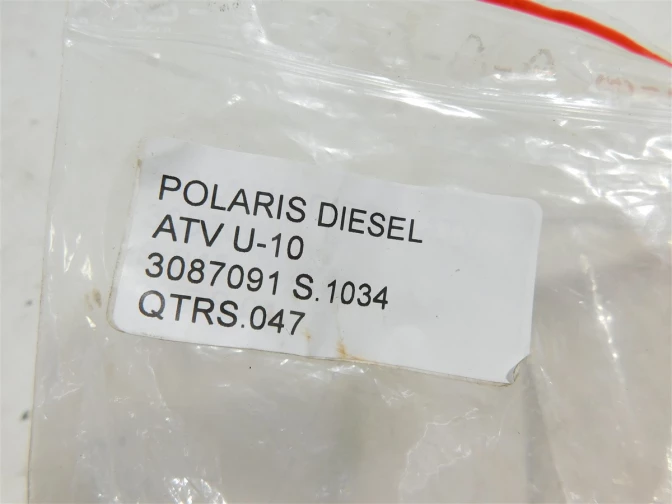 POLARIS DIESEL
ATV U-10
3087091 S.1034
QTRS.047